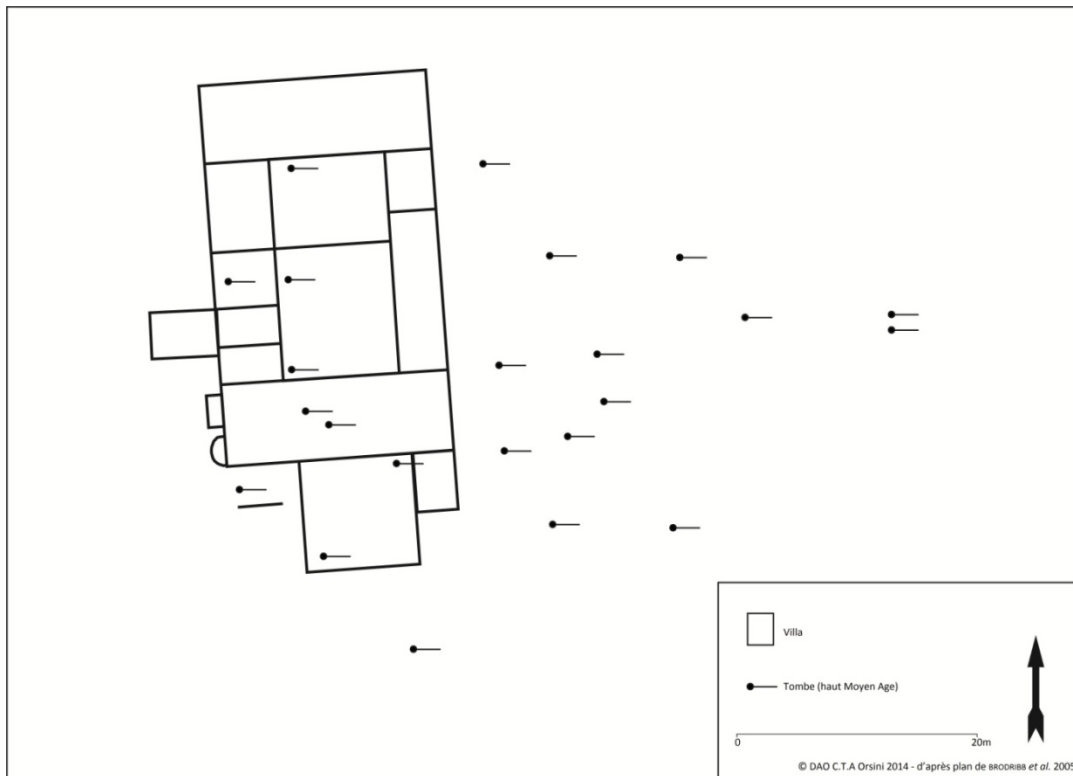 Villa
Tombe (haut Moyen Age)
0 20m
© DAO C.T.A Orsini 2014 - d'après plan de BRODRIBB et al. 2005